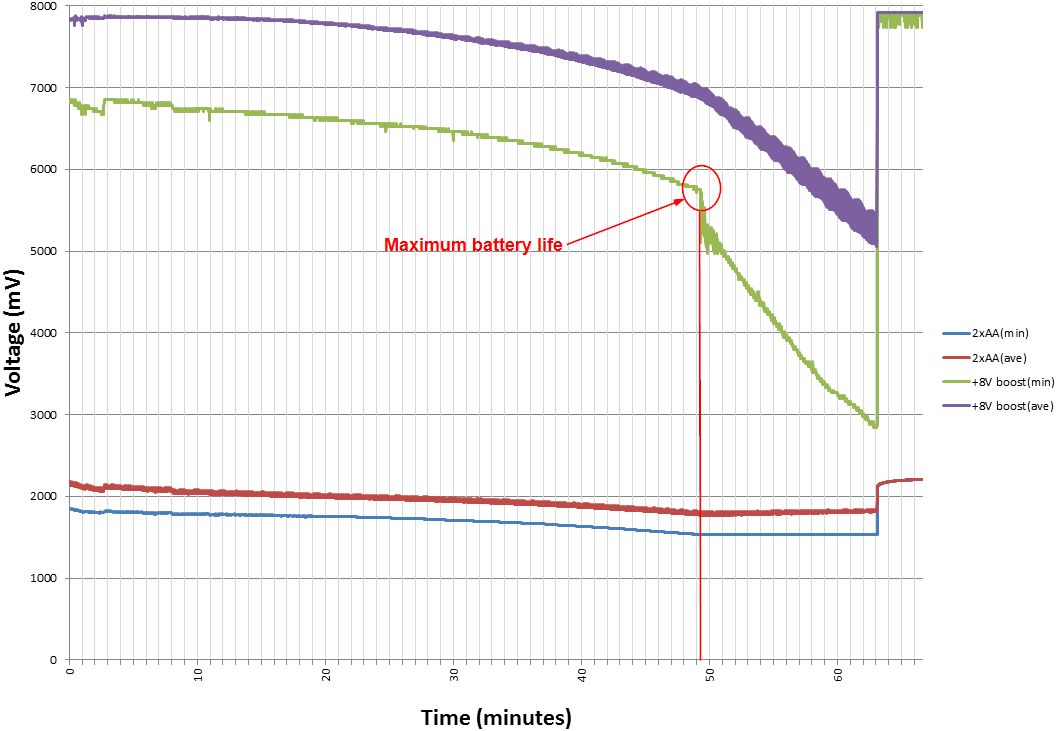 8000
7000
6000
5000
4000
3000
2000
1000
0
Voltage (mV)
Maximum battery life
2xAA(min)
2xAA(ave)
+8V boost(min)
+8V boost(ave)
0
10
20
30
40
50
60
Time (minutes)